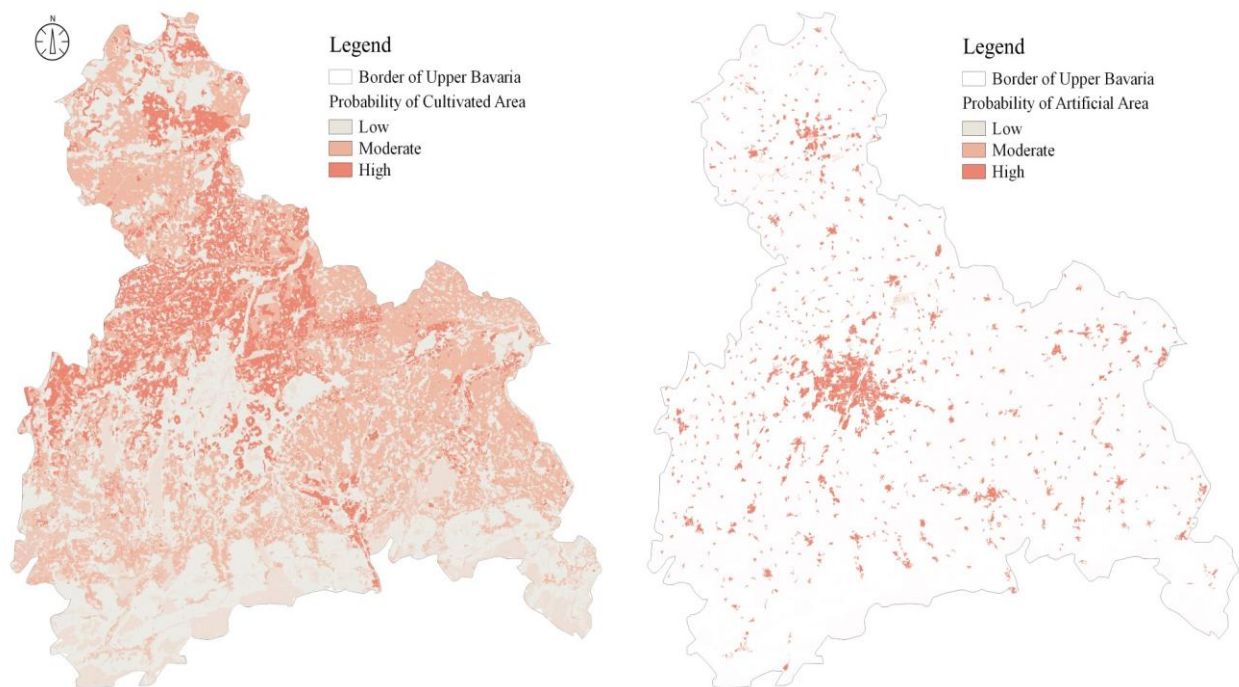 N
Legend
Border of Upper Bavaria
Probability of Cultivated Area
Low
Moderate
High
Legend
Border of Upper Bavaria
Probability of Artificial Area
Low
Moderate
High